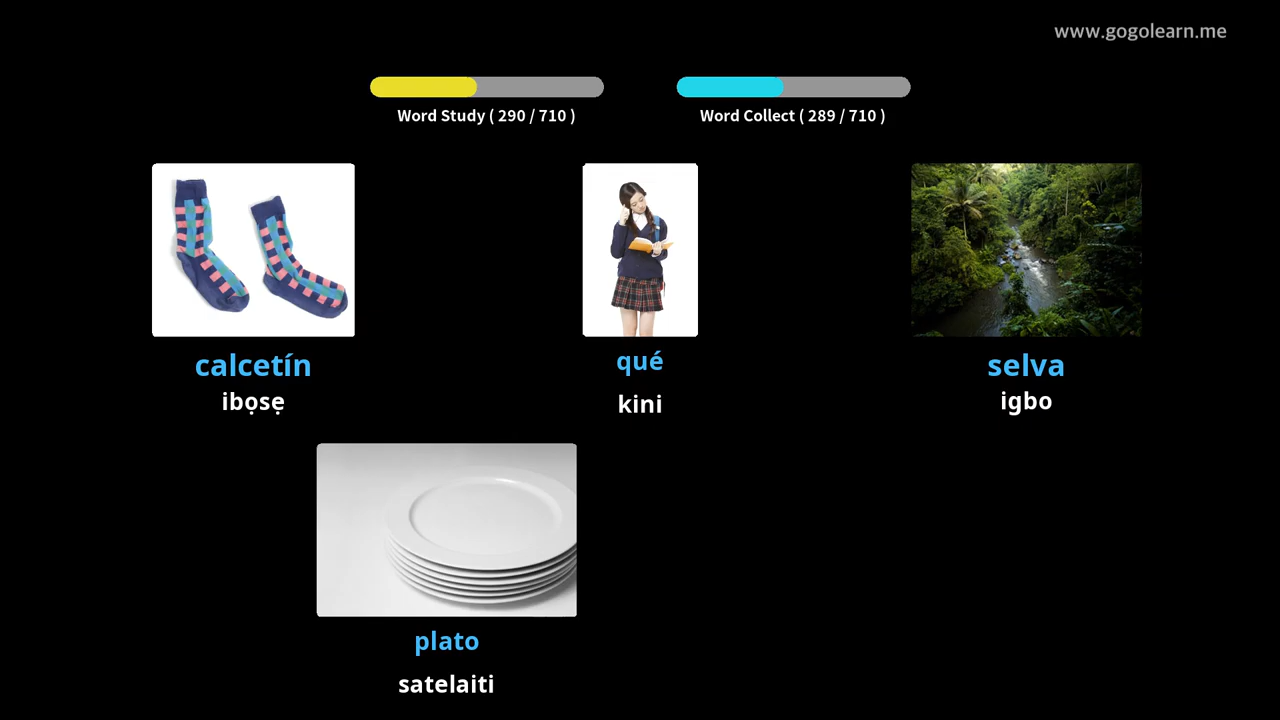 www.gogolearn.me
Word Study ( 290 / 710 )
Word Collect ( 289 / 710 )
calcetín
ibọsẹ
qué
kini
selva
igbo
plato
satelaiti